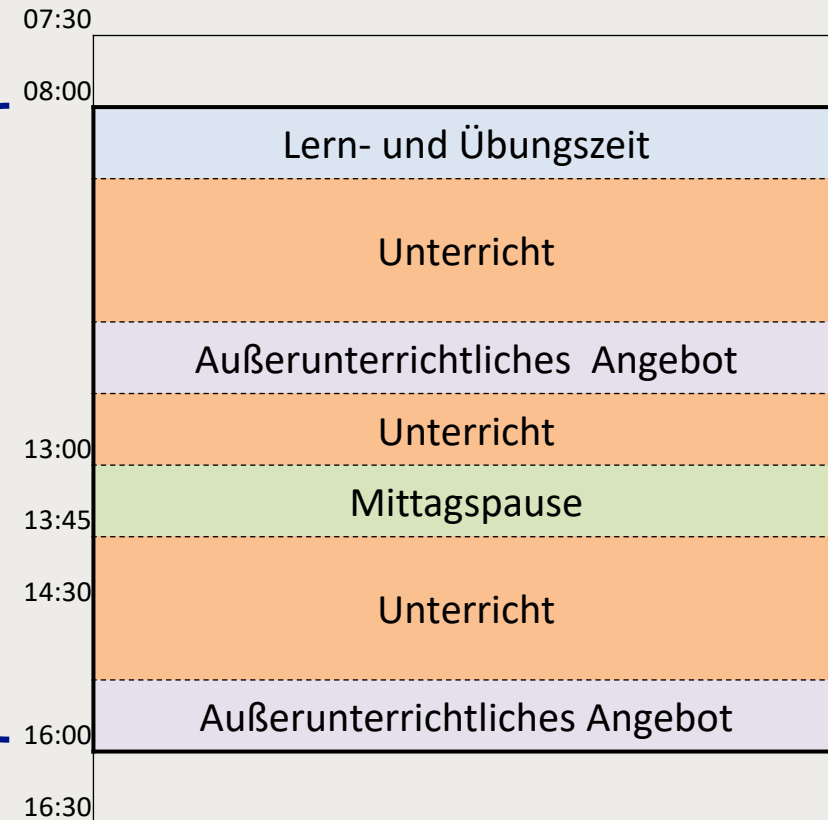 07:30
08:00
Lern- und Übungszeit
Unterricht
Außerunterrichtliches Angebot
Unterricht
13:00
Mittagspause
13:45
14:30
Unterricht
Außerunterrichtliches Angebot
16:00
16:30